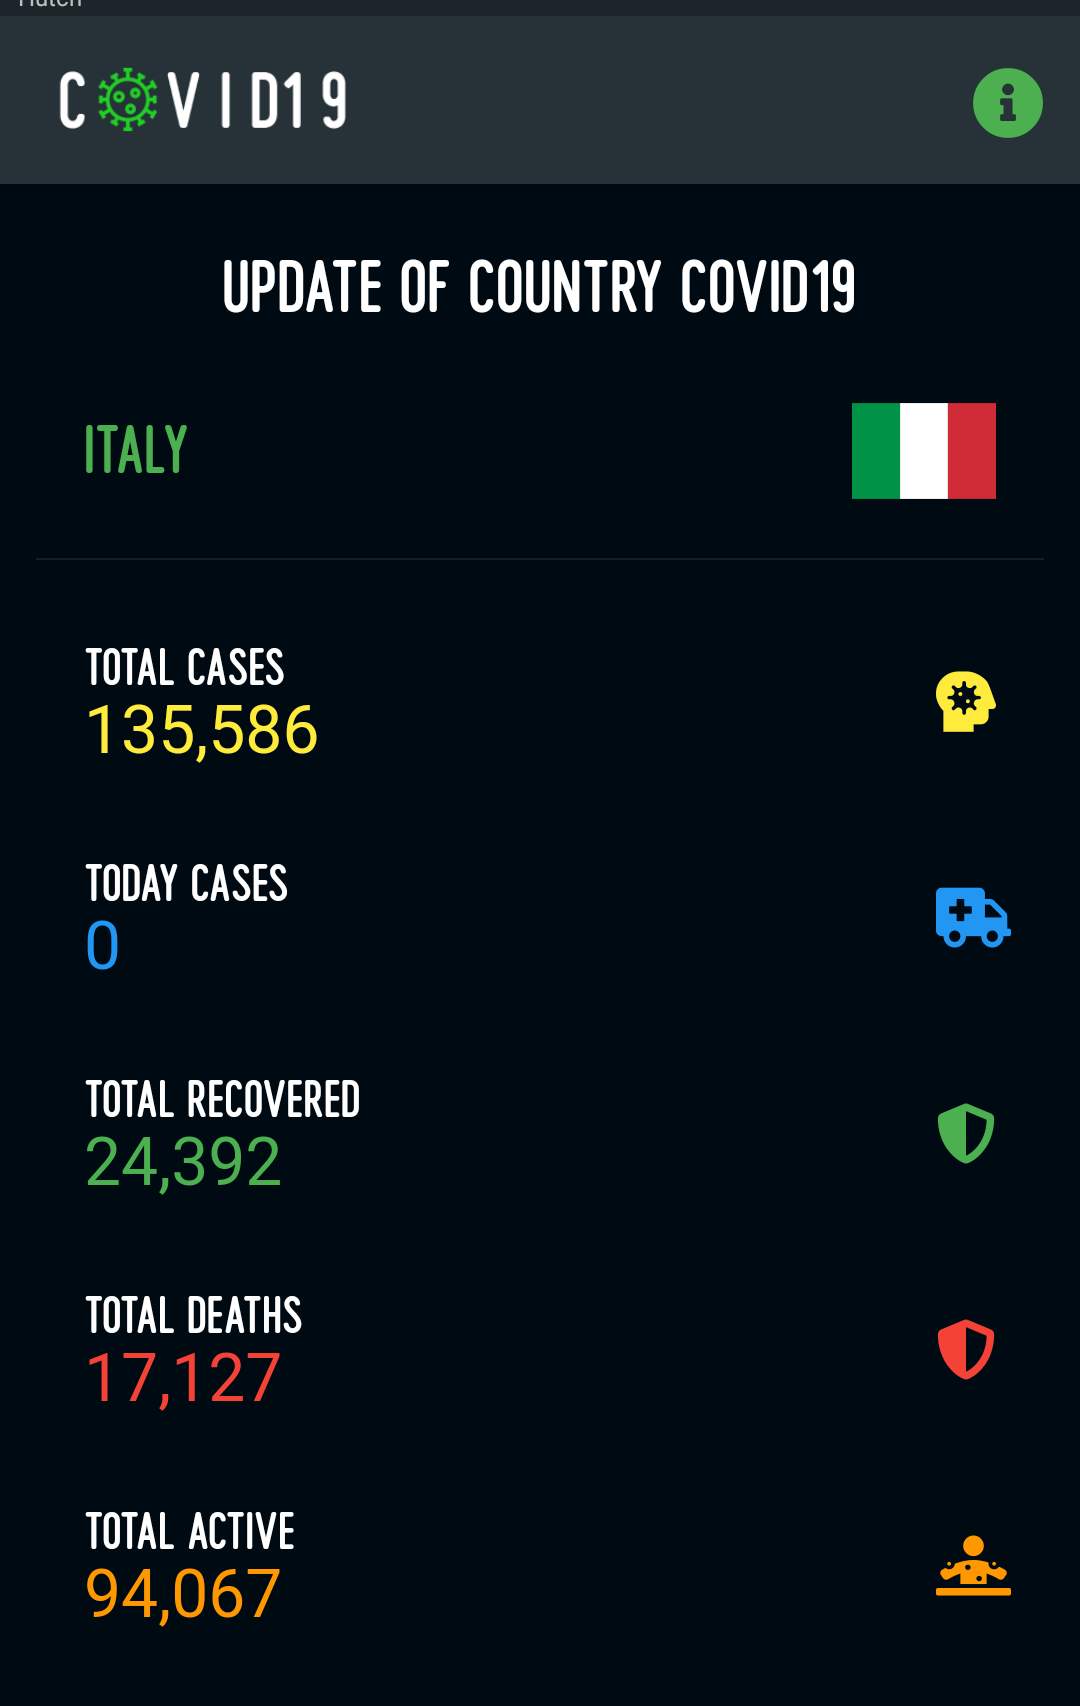 C VID19
UPDATE OF COUNTRY COVID19
ITALY
TOTAL CASES
135,586
TODAY CASES
0
TOTAL RECOVERED
24,392
TOTAL DEATHS
17,127
TOTAL ACTIVE
94,067